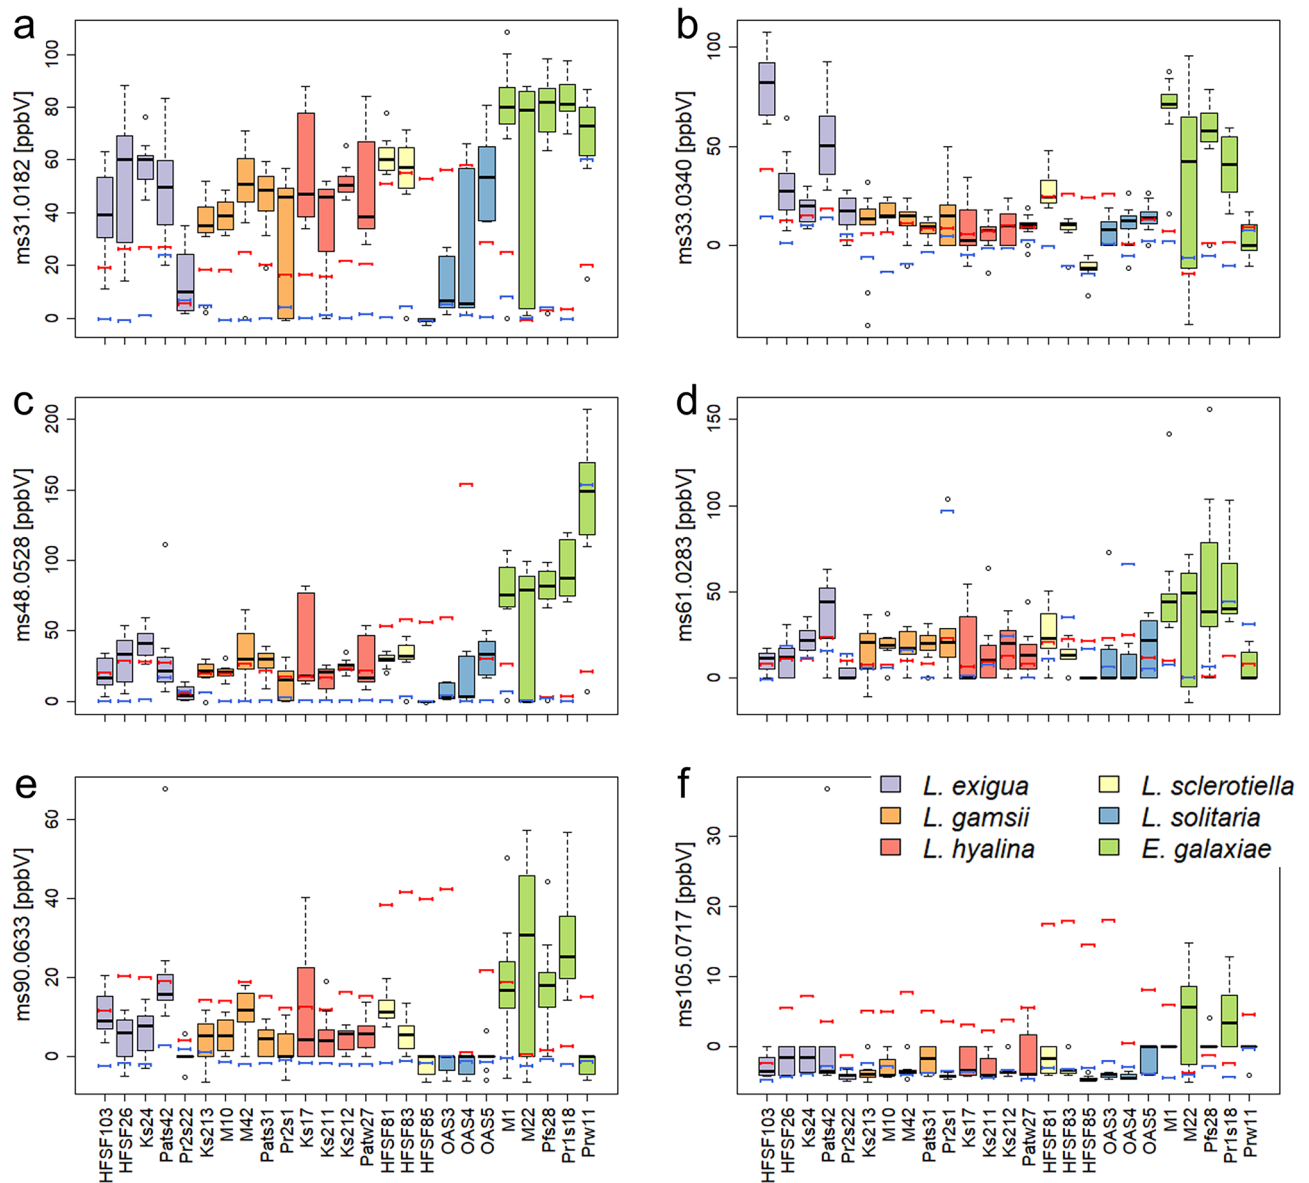 a
ms31.0182 [ppbV]
100
80
60
40
20
0
b
ms33.0340 [ppbV]
100
50
0
c
ms48.0528 [ppbV]
200
150
100
50
0
d
ms61.0283 [ppbV]
150
100
50
0
e
ms90.0633 [ppbV]
60
40
20
0
HFSF103
HFSF26
Ks24
Pats42
Pr2s22
Ks213
M10
M42
Pats31
Pr2s1
Ks17
Ks211
Ks212
Patw27
HFSF81
HFSF83
HFSF85
OAS3
OAS4
OAS5
M1
M22
Pfs28
Pr1s18
Prw11
f
ms105.0717 [ppbV]
30
20
10
0
L. exigua
L. gamsii
L. hyalina
L. sclerotiella
L. solitaria
E. galaxiae
HFSF103
HFSF26
Ks24
Pats42
Pr2s22
Ks213
M10
M42
Pats31
Pr2s1
Ks17
Ks211
Ks212
Patw27
HFSF81
HFSF83
HFSF85
OAS3
OAS4
OAS5
M1
M22
Pfs28
Pr1s18
Prw11